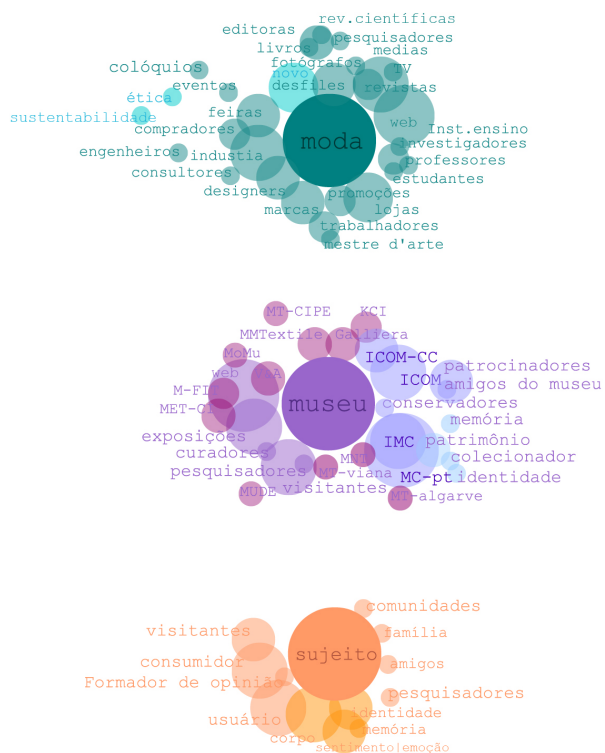 rev.científicas
editoras
pesquisadores
livros
medias
fotógrafos
colóquios
novo
TV
eventos
desfiles
revistas
ética
sustentabilidade
feiras
web
compradores
Inst.ensino
moda
investigadores
engenheiros
industia
professores
consultores
estudantes
designers
promoções
marcas
lojas
trabalhadores
mestre d'arte
MT-CIPE
KCI
MMTextile
Galliera
MoMu
ICOM-CC
web
patrocinadores
ICOM
M-FIT
amigos do museu
museu
conservadores
memória
exposições
IMC
patrimônio
curadores
colecionador
pesquisadores
MT-viana
MC-pt
identidade
MUDE
visitantes
MT-algarve
comunidades
visitantes
família
sujeito
consumidor
amigos
Formador de opinião
pesquisadores
usuário
identidade
memória
corpo
sentimento|emoção